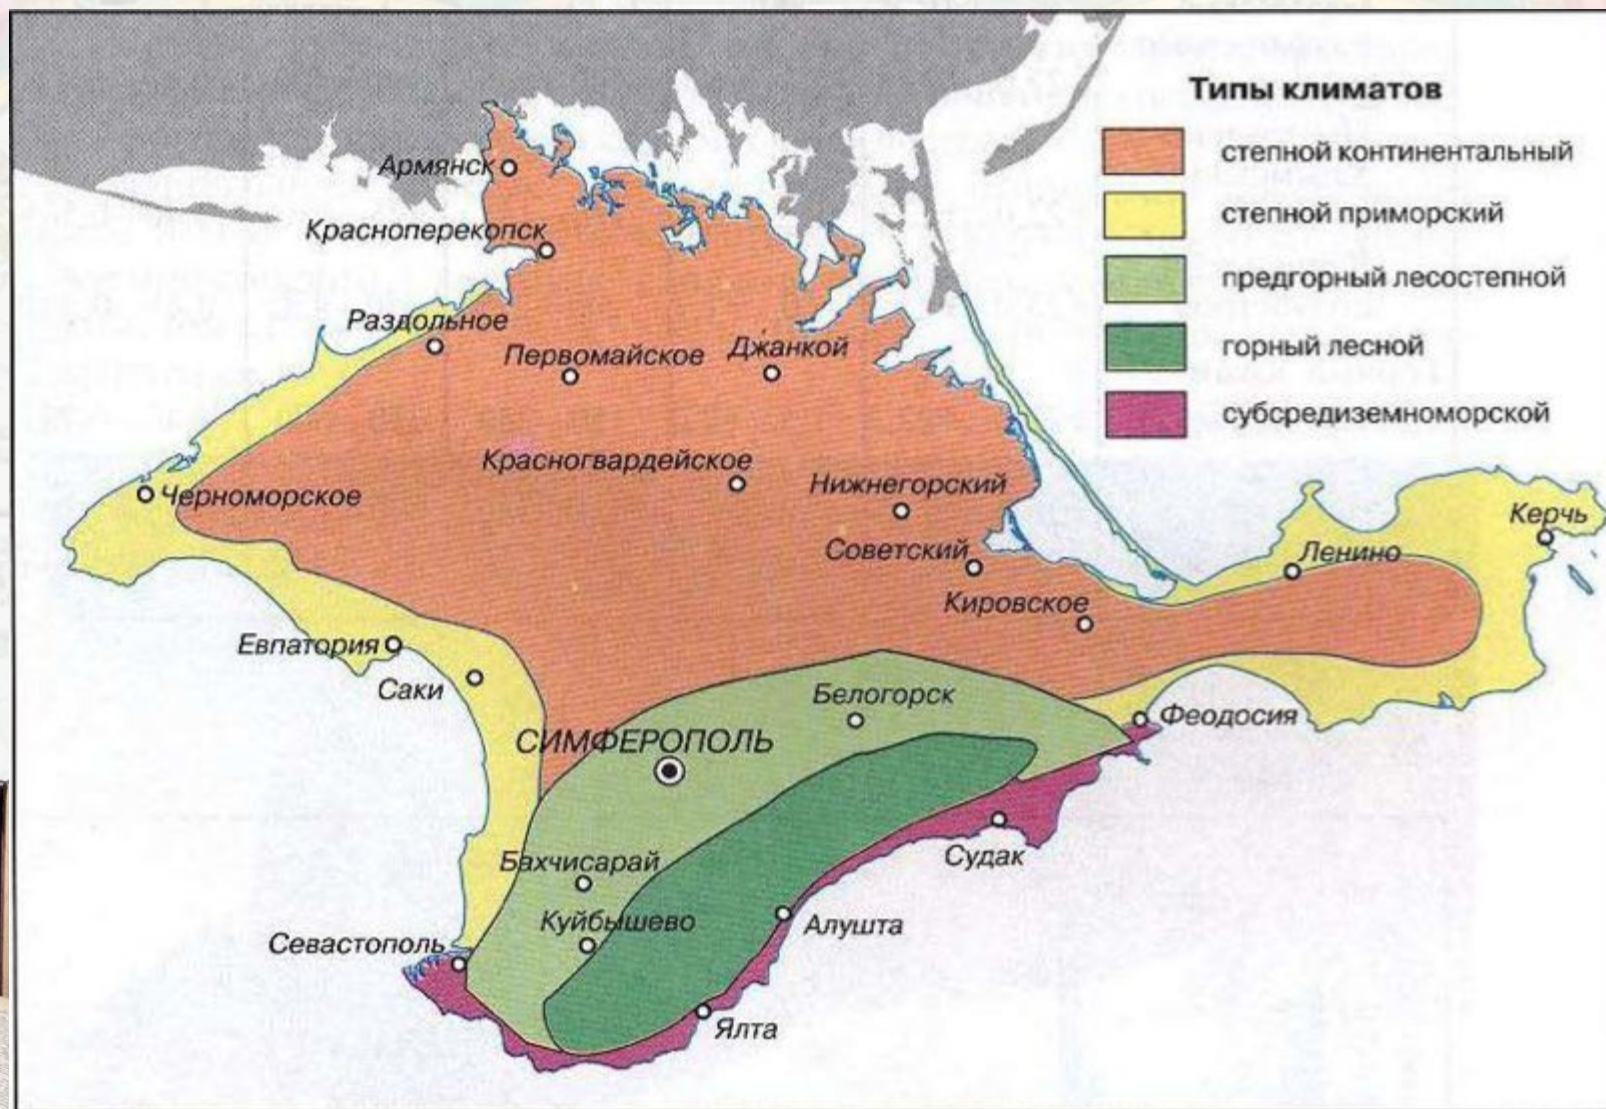 Типы климатов
степной континентальный
степной приморский
предгорный лесостепной
горный лесной
субсредиземноморской
Армянск
Красноперекопск
Раздольное
Первомайское
Джанкой
Красногвардейское
Черноморское
Нижнегорский
Керчь
Советский
Ленино
Кировское
Евпатория
Саки
Белогорск
Феодосия
СИМФЕРОПОЛЬ
Бахчисарай
Судак
Куйбышево
Алушта
Севастополь
Ялта